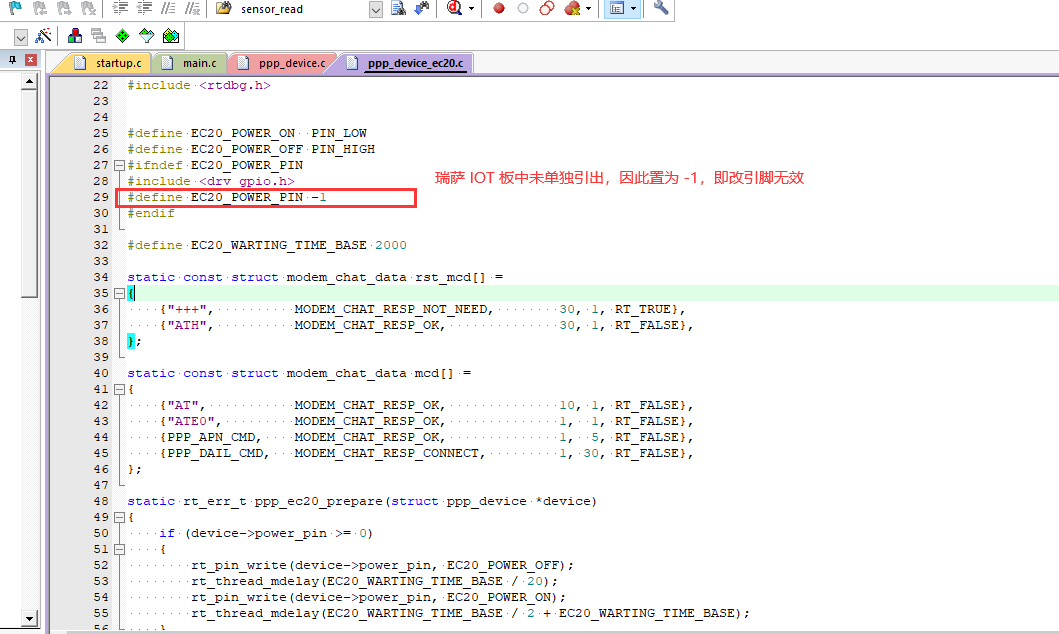 sensor_read
startup.c
main.c
ppp_device.c
ppp_device_ec20.c
22 #include <rtdbg.h>
23
24
25 #define EC20_POWER_ON  PIN_LOW
26 #define EC20_POWER_OFF PIN_HIGH
27 #ifndef EC20_POWER_PIN
28 #include <drv_gpio.h>
瑞萨 IOT 板中未单独引出，因此置为 -1，即改引脚无效
29 #define EC20_POWER_PIN -1
30 #endif
31
32 #define EC20_WARTING_TIME_BASE 2000
33
34 static const struct modem_chat_data rst_mcd[] =
35 {
36     {"+++",          MODEM_CHAT_RESP_NOT_NEED,        30, 1, RT_TRUE},
37     {"ATH",          MODEM_CHAT_RESP_OK,              30, 1, RT_FALSE},
38 };
39
40 static const struct modem_chat_data mcd[] =
41 {
42     {"AT",           MODEM_CHAT_RESP_OK,              10, 1, RT_FALSE},
43     {"ATE0",         MODEM_CHAT_RESP_OK,              1,  1, RT_FALSE},
44     {PPP_APN_CMD,    MODEM_CHAT_RESP_OK,              1,  5, RT_FALSE},
45     {PPP_DAIL_CMD,   MODEM_CHAT_RESP_CONNECT,         1, 30, RT_FALSE},
46 };
47
48 static rt_err_t ppp_ec20_prepare(struct ppp_device *device)
49 {
50     if (device->power_pin >= 0)
51     {
52         rt_pin_write(device->power_pin, EC20_POWER_OFF);
53         rt_thread_mdelay(EC20_WARTING_TIME_BASE / 20);
54         rt_pin_write(device->power_pin, EC20_POWER_ON);
55         rt_thread_mdelay(EC20_WARTING_TIME_BASE / 2 + EC20_WARTING_TIME_BASE);
56     }